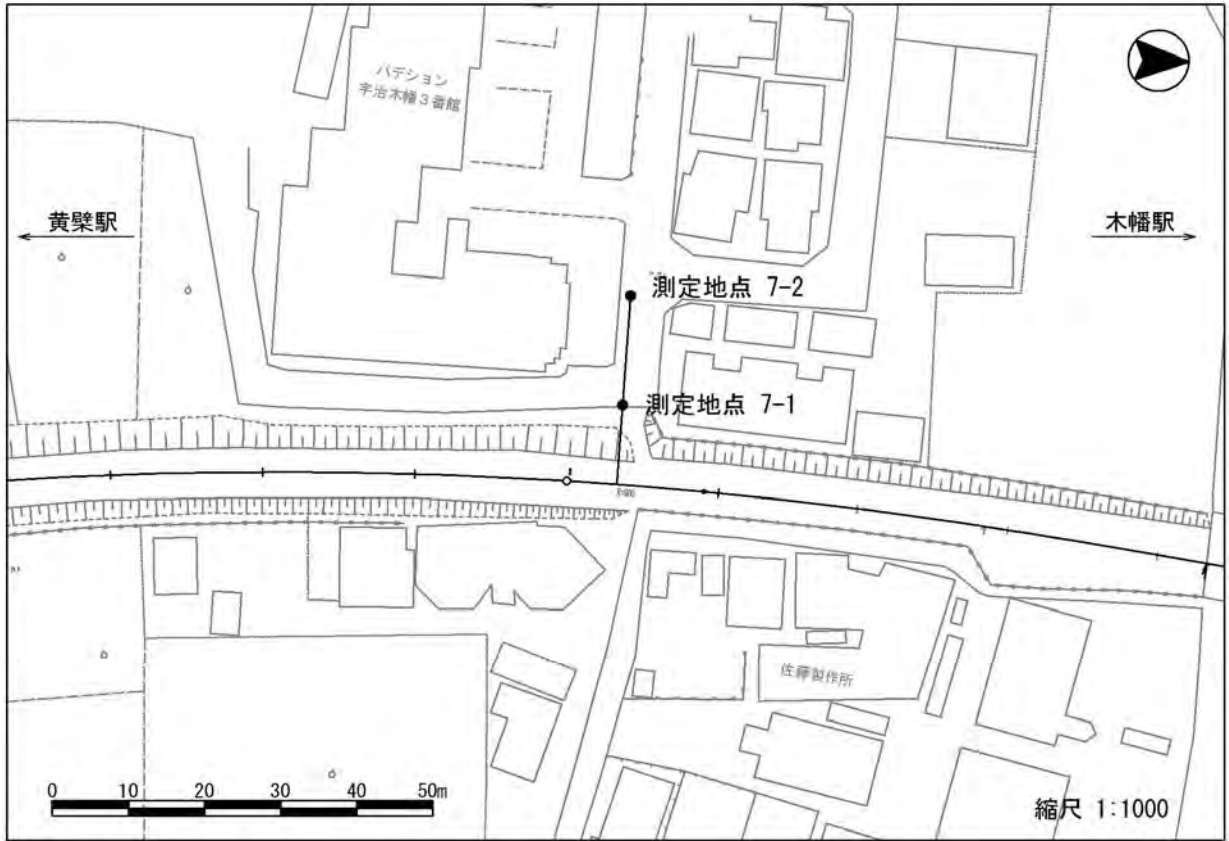 パデション
宇治木幡3番館
黄檗駅
木幡駅
測定地点 7-2
測定地点 7-1
佐藤製作所
0 10 20 30 40 50m
縮尺 1:1000